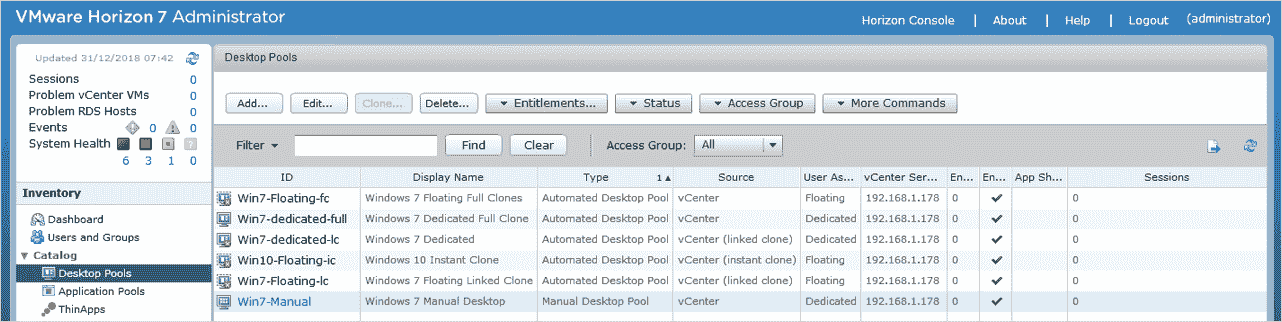 VMware Horizon 7 Administrator
Horizon Console About Help Logout (administrator)
Updated 31/12/2018 07:42
Sessions 0
Problem vCenter VMs 0
Problem RDS Hosts 0
Events 0 0
System Health ?
6 3 1 0
Inventory
Dashboard
Users and Groups
Catalog
Desktop Pools
Application Pools
ThinApps
Desktop Pools
Add... Edit... Clone... Delete... Entitlements... Status Access Group More Commands
Filter Find Clear Access Group: All
ID Display Name Type 1 Source User As... vCenter Ser... En... En... App Sh... Sessions
Win7-Floating-fc Windows 7 Floating Full Clones Automated Desktop Pool vCenter Floating 192.168.1.178 0 0
Win7-dedicated-full Windows 7 Dedicated Full Clone Automated Desktop Pool vCenter Dedicated 192.168.1.178 0 0
Win7-dedicated-lc Windows 7 Dedicated Automated Desktop Pool vCenter (linked clone) Dedicated 192.168.1.178 0 0
Win10-Floating-ic Windows 10 Instant Clone Automated Desktop Pool vCenter (instant clone) Floating 192.168.1.178 0 0
Win7-Floating-lc Windows 7 Floating Linked Clone Automated Desktop Pool vCenter (linked clone) Floating 192.168.1.178 0 0
Win7-Manual Windows 7 Manual Desktop Manual Desktop Pool vCenter Dedicated 192.168.1.178 0 0